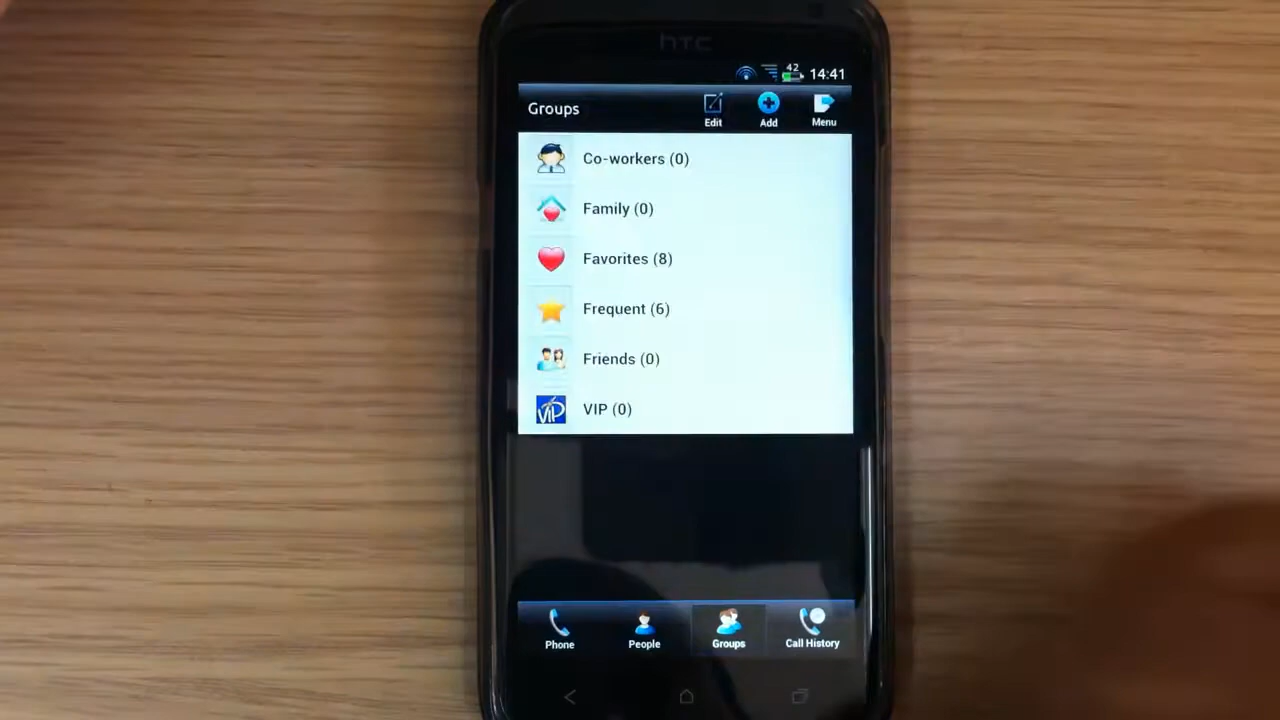 hTC
42 14:41
Groups Edit Add Menu
Co-workers (0)
Family (0)
Favorites (8)
Frequent (6)
Friends (0)
ViP VIP (0)
Phone People Groups Call History